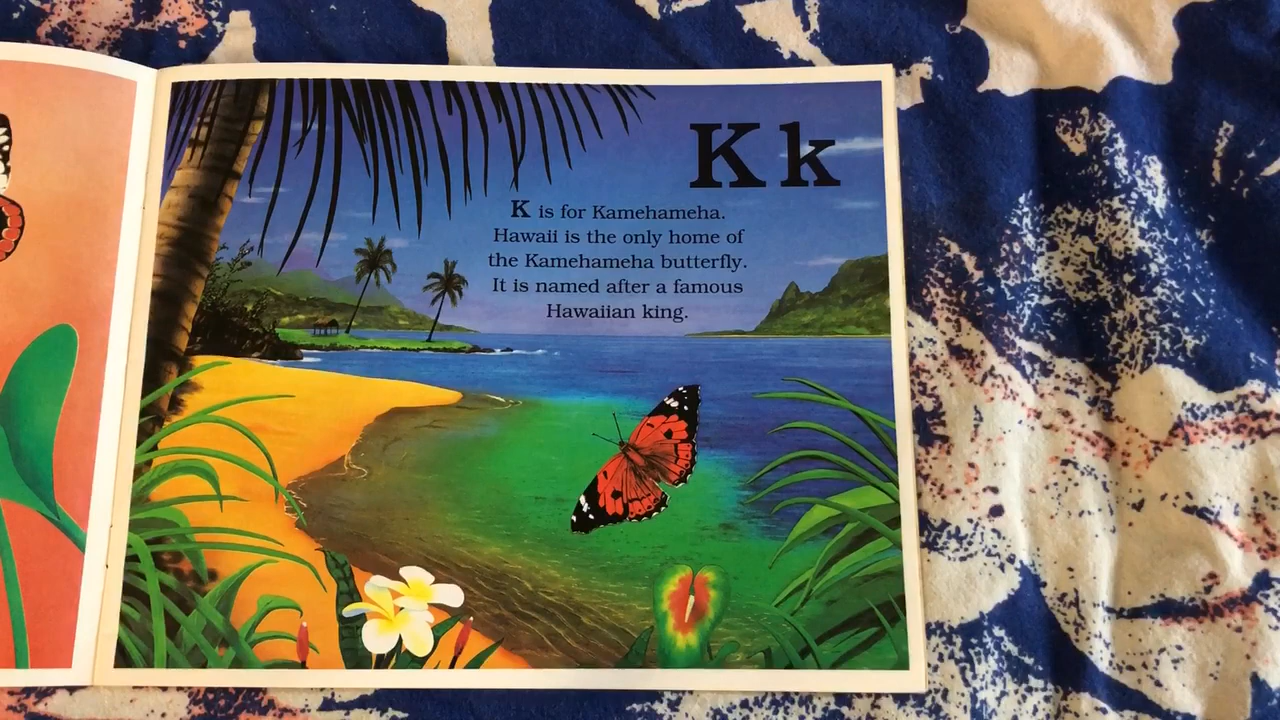 K k
K is for Kamehameha.
Hawaii is the only home of
the Kamehameha butterfly.
It is named after a famous
Hawaiian king.